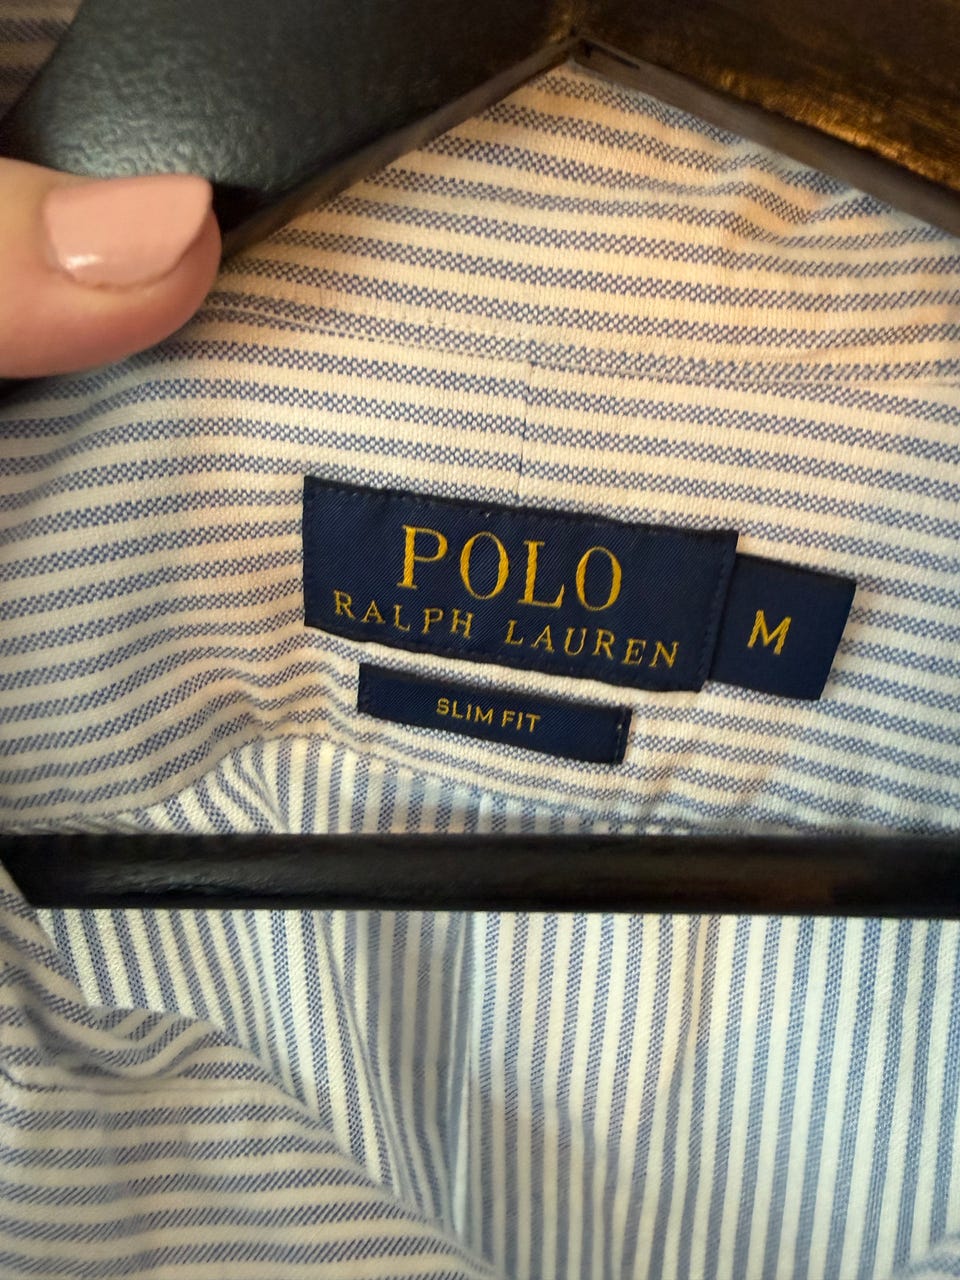 POLO
RALPH LAUREN
M
SLIM FIT